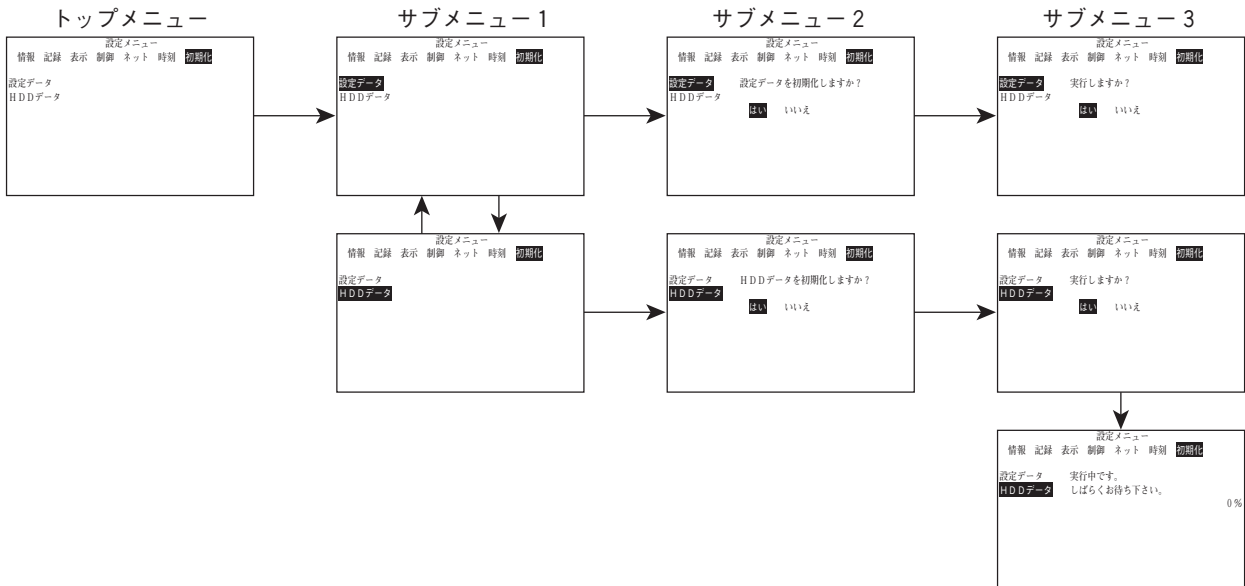 トップメニュー
サブメニュー1
サブメニュー2
サブメニュー3
設定メニュー
情報 記録 表示 制御 ネット 時刻 初期化
設定データ
HDDデータ
設定メニュー
情報 記録 表示 制御 ネット 時刻 初期化
設定データ
HDDデータ
設定メニュー
情報 記録 表示 制御 ネット 時刻 初期化
設定データ 設定データを初期化しますか?
HDDデータ
はい いいえ
設定メニュー
情報 記録 表示 制御 ネット 時刻 初期化
設定データ 実行しますか?
HDDデータ
はい いいえ
設定メニュー
情報 記録 表示 制御 ネット 時刻 初期化
設定データ
HDDデータ
設定メニュー
情報 記録 表示 制御 ネット 時刻 初期化
設定データ HDDデータを初期化しますか?
HDDデータ
はい いいえ
設定メニュー
情報 記録 表示 制御 ネット 時刻 初期化
設定データ 実行しますか?
HDDデータ
はい いいえ
設定メニュー
情報 記録 表示 制御 ネット 時刻 初期化
設定データ 実行中です。
HDDデータ しばらくお待ち下さい。
0%